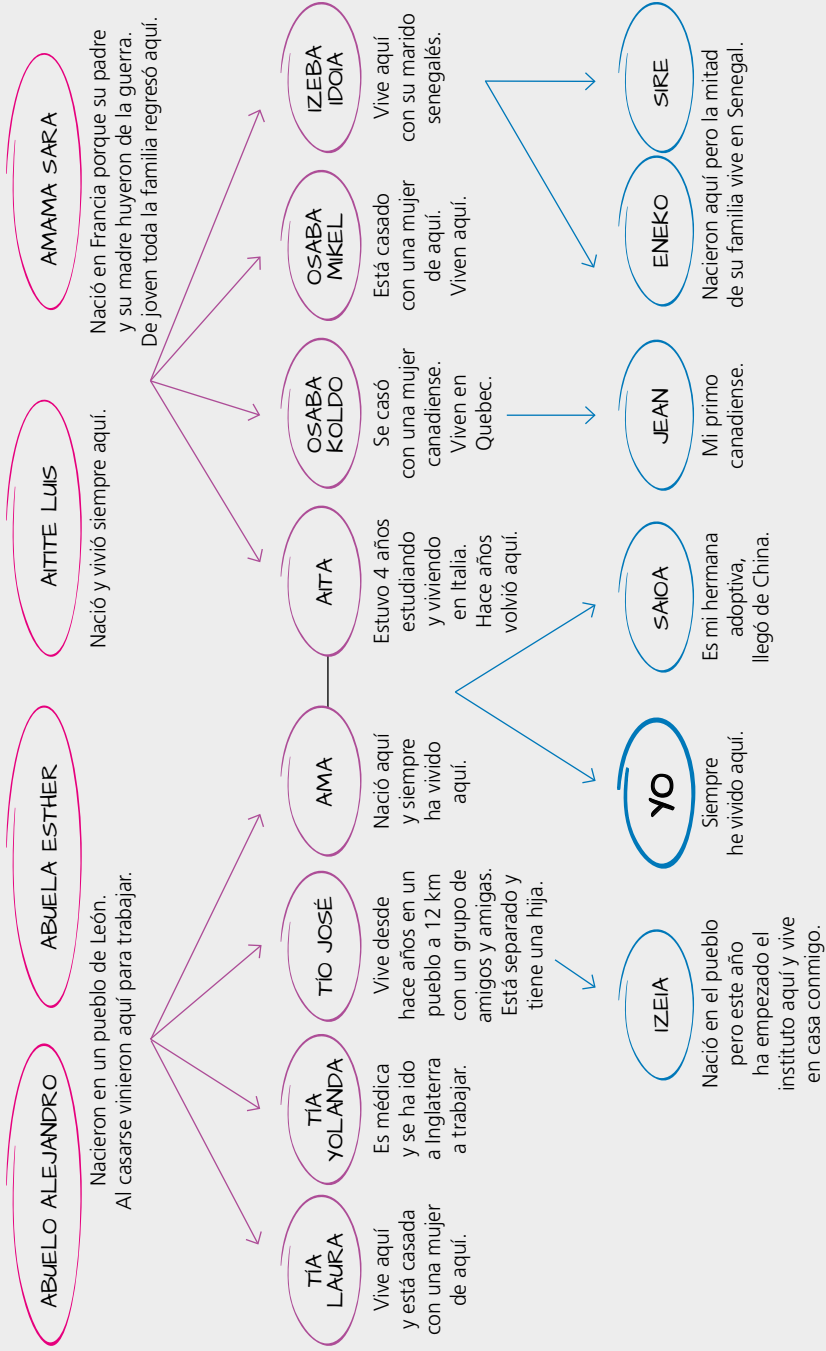 ABUELO ALEJANDRO
ABUELA ESTHER
Nacieron en un pueblo de León.
Al casarse vinieron aquí para trabajar.
AITITE LUIS
Nació y vivió siempre aquí.
AMAMA SARA
Nació en Francia porque su padre
y su madre huyeron de la guerra.
De joven toda la familia regresó aquí.
TÍA
LAURA
Vive aquí
y está casada
con una mujer
de aquí.
TÍA
YOLANDA
Es médica
y se ha ido
a Inglaterra
a trabajar.
TÍO JOSÉ
Vive desde
hace años en un
pueblo a 12 km
con un grupo de
amigos y amigas.
Está separado y
tiene una hija.
AMA
Nació aquí
y siempre
ha vivido
aquí.
AITA
Estuvo 4 años
estudiando
y viviendo
en Italia.
Hace años
volvió aquí.
OSABA
KOLDO
Se casó
con una mujer
canadiense.
Viven en
Quebec.
OSABA
MIKEL
Está casado
con una mujer
de aquí.
Viven aquí.
IZEBA
IDOIA
Vive aquí
con su marido
senegalés.
IZEIA
Nació en el pueblo
pero este año
ha empezado el
instituto aquí y vive
en casa conmigo.
YO
Siempre
he vivido aquí.
SAIOA
Es mi hermana
adoptiva,
llegó de China.
JEAN
Mi primo
canadiense.
ENEKO
SIRE
Nacieron aquí pero la mitad
de su familia vive en Senegal.